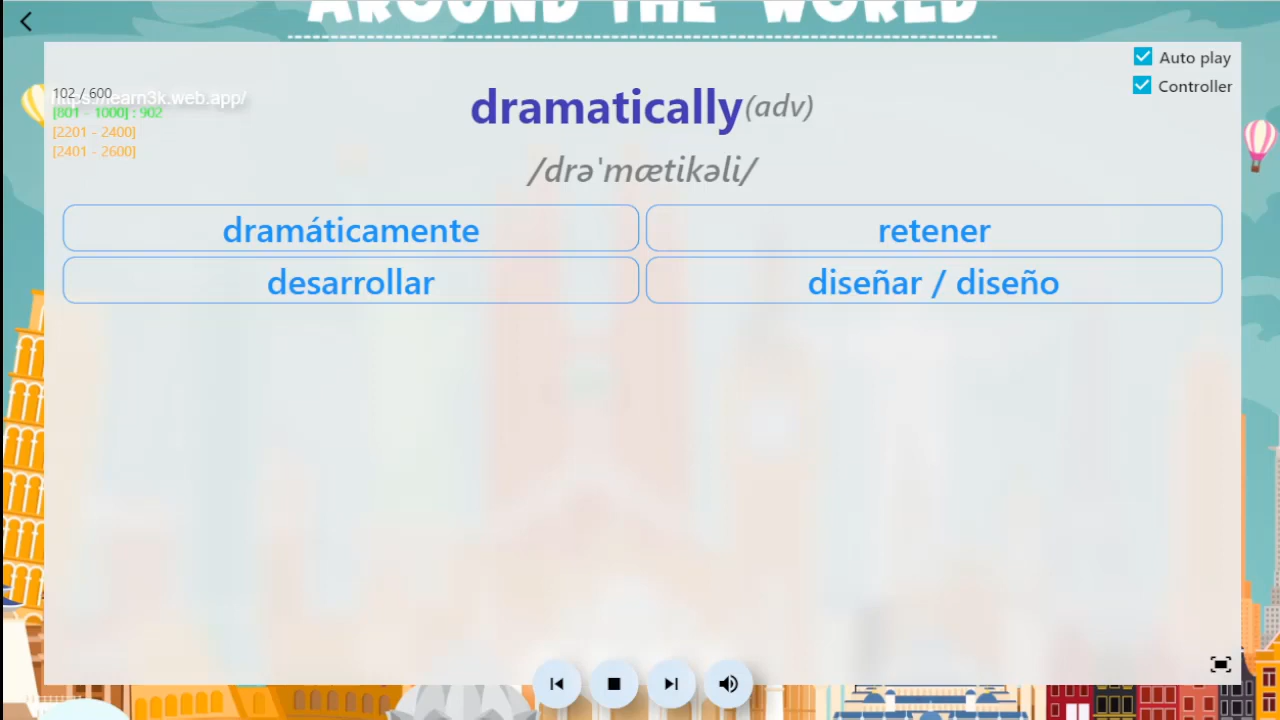 AROUND THE WORLD
Auto play
Controller
102 / 600
https://learn3k.web.app/
[801 - 1000] : 902
[2201 - 2400]
[2401 - 2600]
dramatically(adv)
/drəˈmætikəli/
dramáticamente
retener
desarrollar
diseñar / diseño